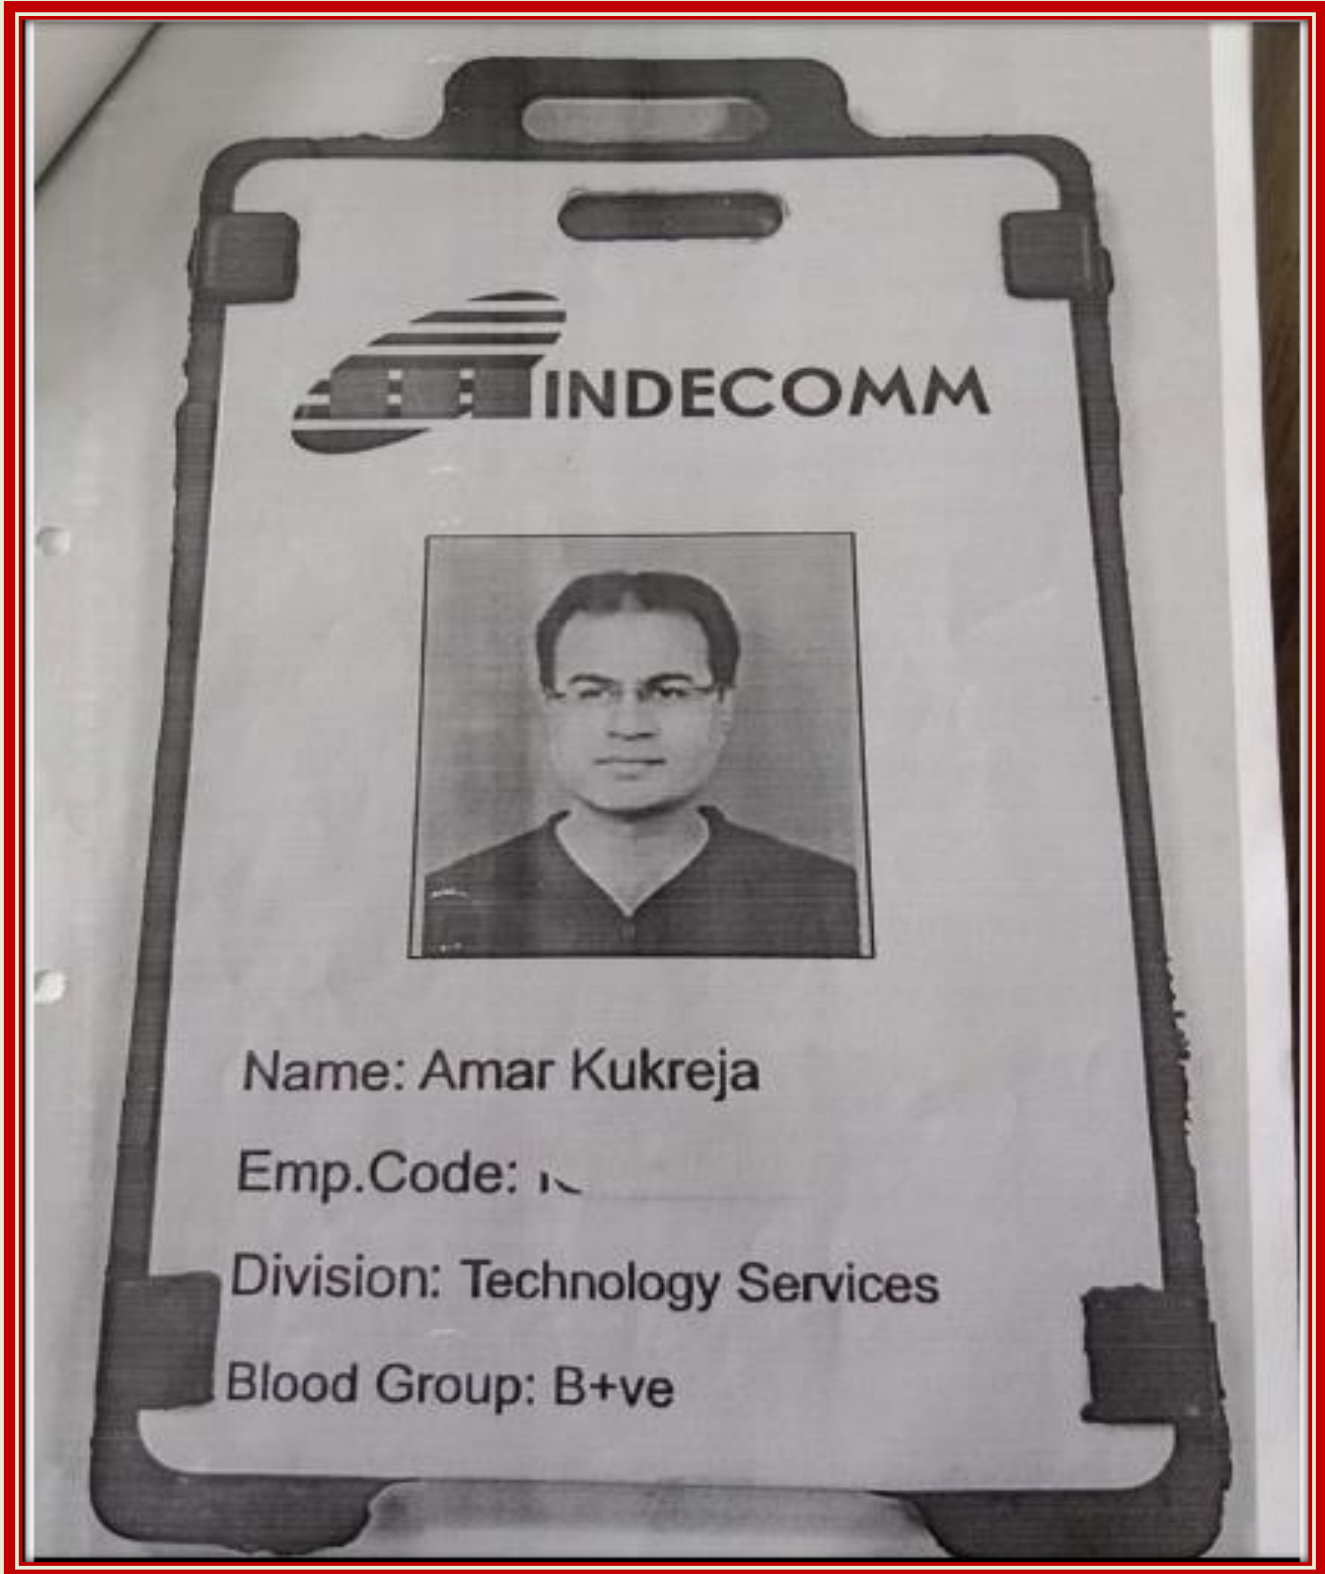 INDECOMM
Name: Amar Kukreja
Emp.Code:
Division: Technology Services
Blood Group: B+ve